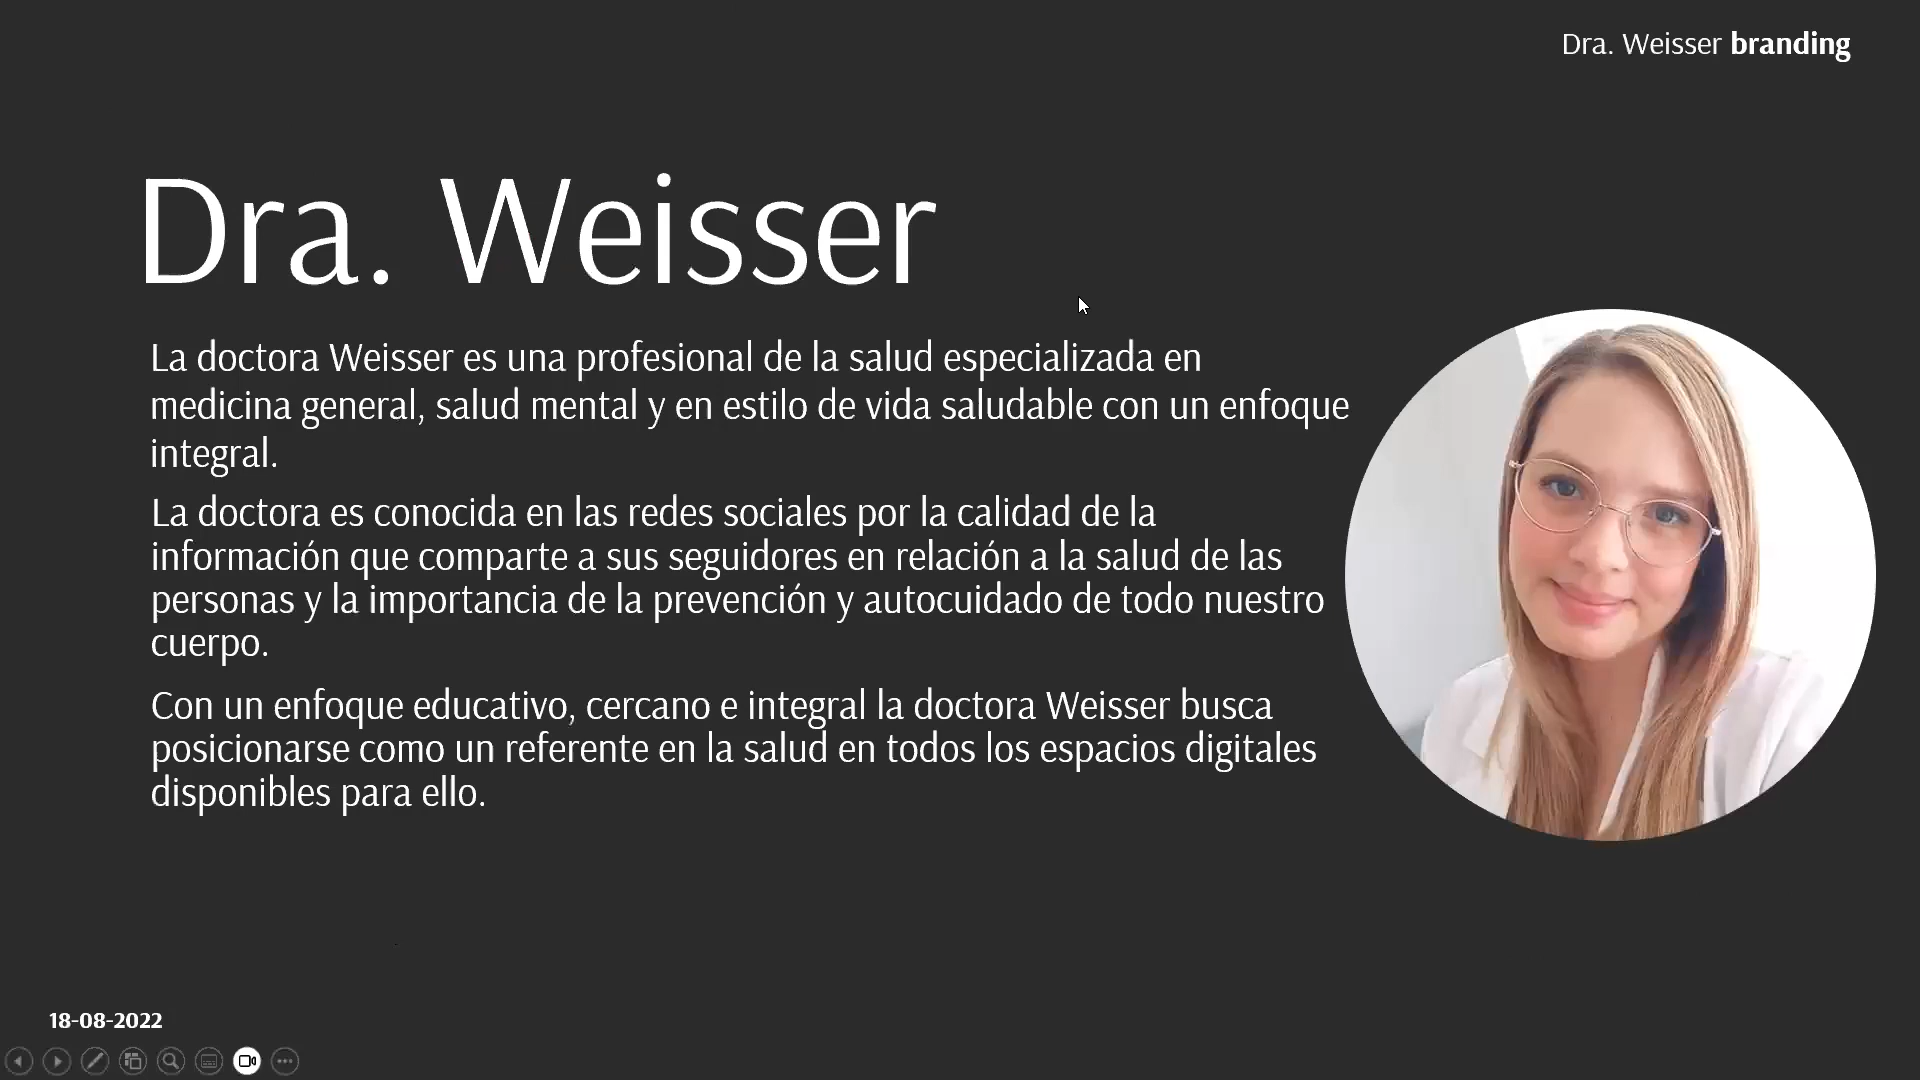 Dra. Weisser branding
Dra. Weisser
La doctora Weisser es una profesional de la salud especializada en
medicina general, salud mental y en estilo de vida saludable con un enfoque
integral.
La doctora es conocida en las redes sociales por la calidad de la
información que comparte a sus seguidores en relación a la salud de las
personas y la importancia de la prevención y autocuidado de todo nuestro
cuerpo.
Con un enfoque educativo, cercano e integral la doctora Weisser busca
posicionarse como un referente en la salud en todos los espacios digitales
disponibles para ello.
18-08-2022